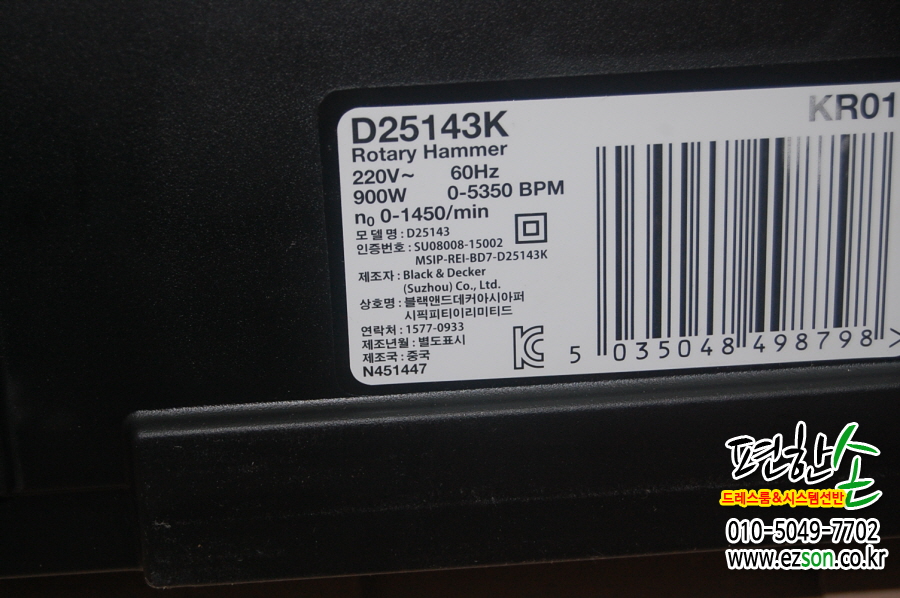 D25143K
KR01
Rotary Hammer
220V~ 60Hz
900W 0-5350 BPM
n0 0-1450/min
모델명 : D25143
인증번호 : SU08008-15002
MSIP-REI-BD7-D25143K
제조자 : Black & Decker
(Suzhou) Co., Ltd.
상호명 : 블랙앤드데커아시아퍼
시픽피티이리미티드
연락처 : 1577-0933
제조년월 : 별도표시
제조국 : 중국
N451447
5 035048 498798 >
편한손
드레스룸&시스템선반
010-5049-7702
www.ezson.co.kr